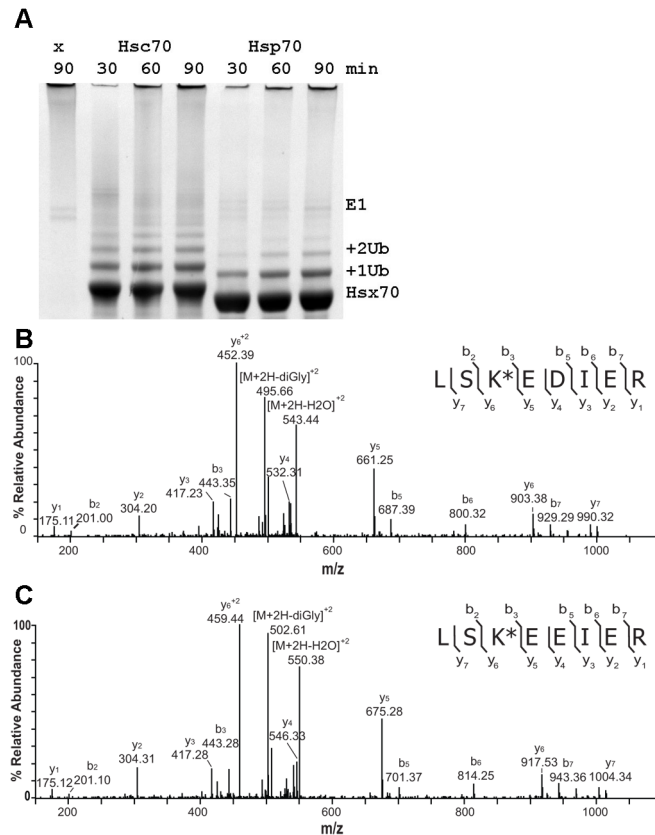 A
x Hsc70 Hsp70
90 30 60 90 30 60 90 min
E1
+2Ub
+1Ub
Hsx70
B
% Relative Abundance
100
0
y6+2
452.39
[M+2H-diGly]+2
495.66
[M+2H-H2O]+2
543.44
y1
175.11
b2
201.00
y2
304.20
y3
417.23
b3
443.35
y4
532.31
y5
661.25
b5
687.39
b6
800.32
y6
903.38
b7
929.29
y7
990.32
b2 b3 b5 b6 b7
L S K* E D I E R
y7 y6 y5 y4 y3 y2 y1
200 400 600 800 1000
m/z
C
% Relative Abundance
100
0
y6+2
459.44
[M+2H-diGly]+2
502.61
[M+2H-H2O]+2
550.38
y1
175.12
b2
201.10
y2
304.31
y3
417.28
b3
443.28
y4
546.33
y5
675.28
b5
701.37
b6
814.25
y6
917.53
b7
943.36
y7
1004.34
b2 b3 b5 b6 b7
L S K* E E I E R
y7 y6 y5 y4 y3 y2 y1
200 400 600 800 1000
m/z